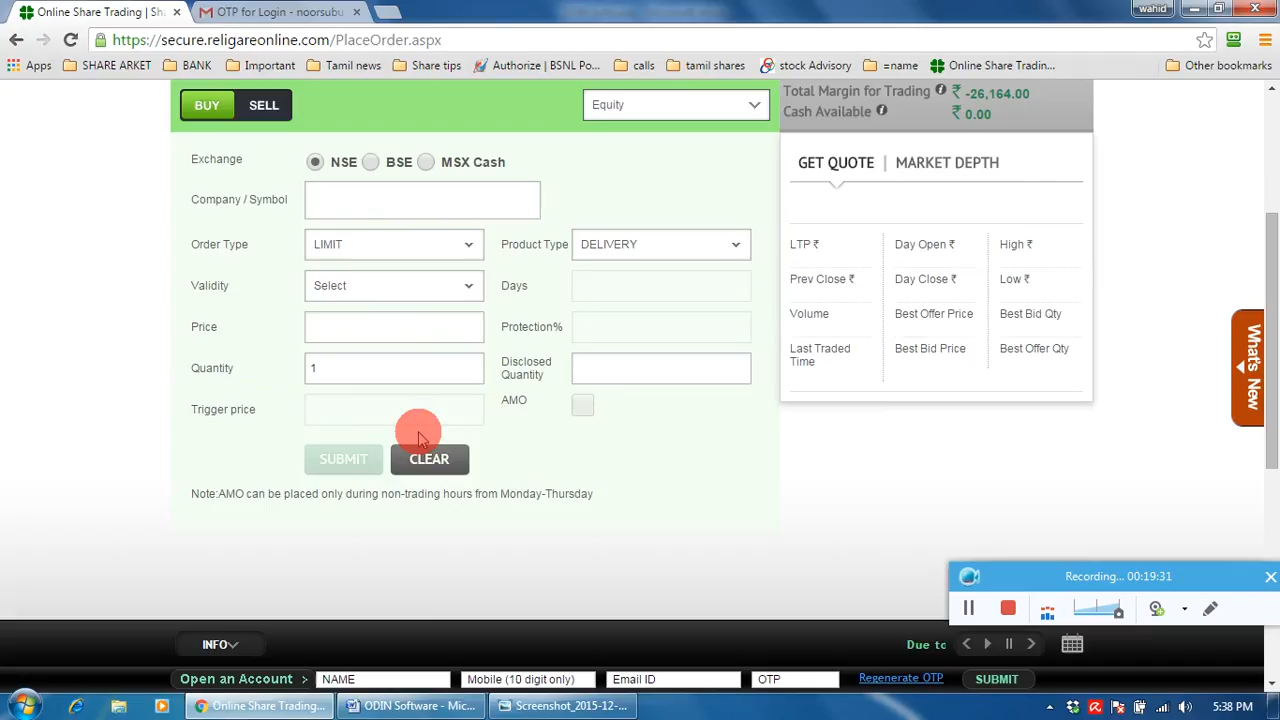 Online Share Trading | Sha
OTP for Login - noorsubu
wahid
https://secure.religareonline.com/PlaceOrder.aspx
Apps SHARE ARKET BANK Important Tamil news Share tips Authorize | BSNL Po... calls tamil shares stock Advisory =name Online Share Tradin... Other bookmarks
BUY SELL Equity
Total Margin for Trading i ₹ -26,164.00
Cash Available i ₹ 0.00
Exchange NSE BSE MSX Cash
GET QUOTE | MARKET DEPTH
Company / Symbol
Order Type LIMIT Product Type DELIVERY
LTP ₹ Day Open ₹ High ₹
Validity Select Days
Prev Close ₹ Day Close ₹ Low ₹
Price Protection%
Volume Best Offer Price Best Bid Qty
Quantity 1 Disclosed
Quantity
Last Traded
Time
Best Bid Price Best Offer Qty
What's New
Trigger price AMO
SUBMIT CLEAR
Note:AMO can be placed only during non-trading hours from Monday-Thursday
Recording... 00:19:31
INFO Due to
Open an Account > NAME Mobile (10 digit only) Email ID OTP Regenerate OTP SUBMIT
Online Share Trading... ODIN Software - Mic... Screenshot_2015-12-... 5:38 PM